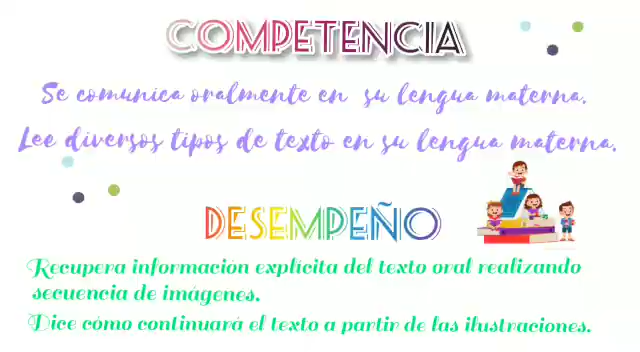 COMPETENCIA
Se comunica oralmente en su lengua materna.
Lee diversos tipos de texto en su lengua materna.
DESEMPEÑO
Recupera información explícita del texto oral realizando
secuencia de imágenes.
Dice cómo continuará el texto a partir de las ilustraciones.